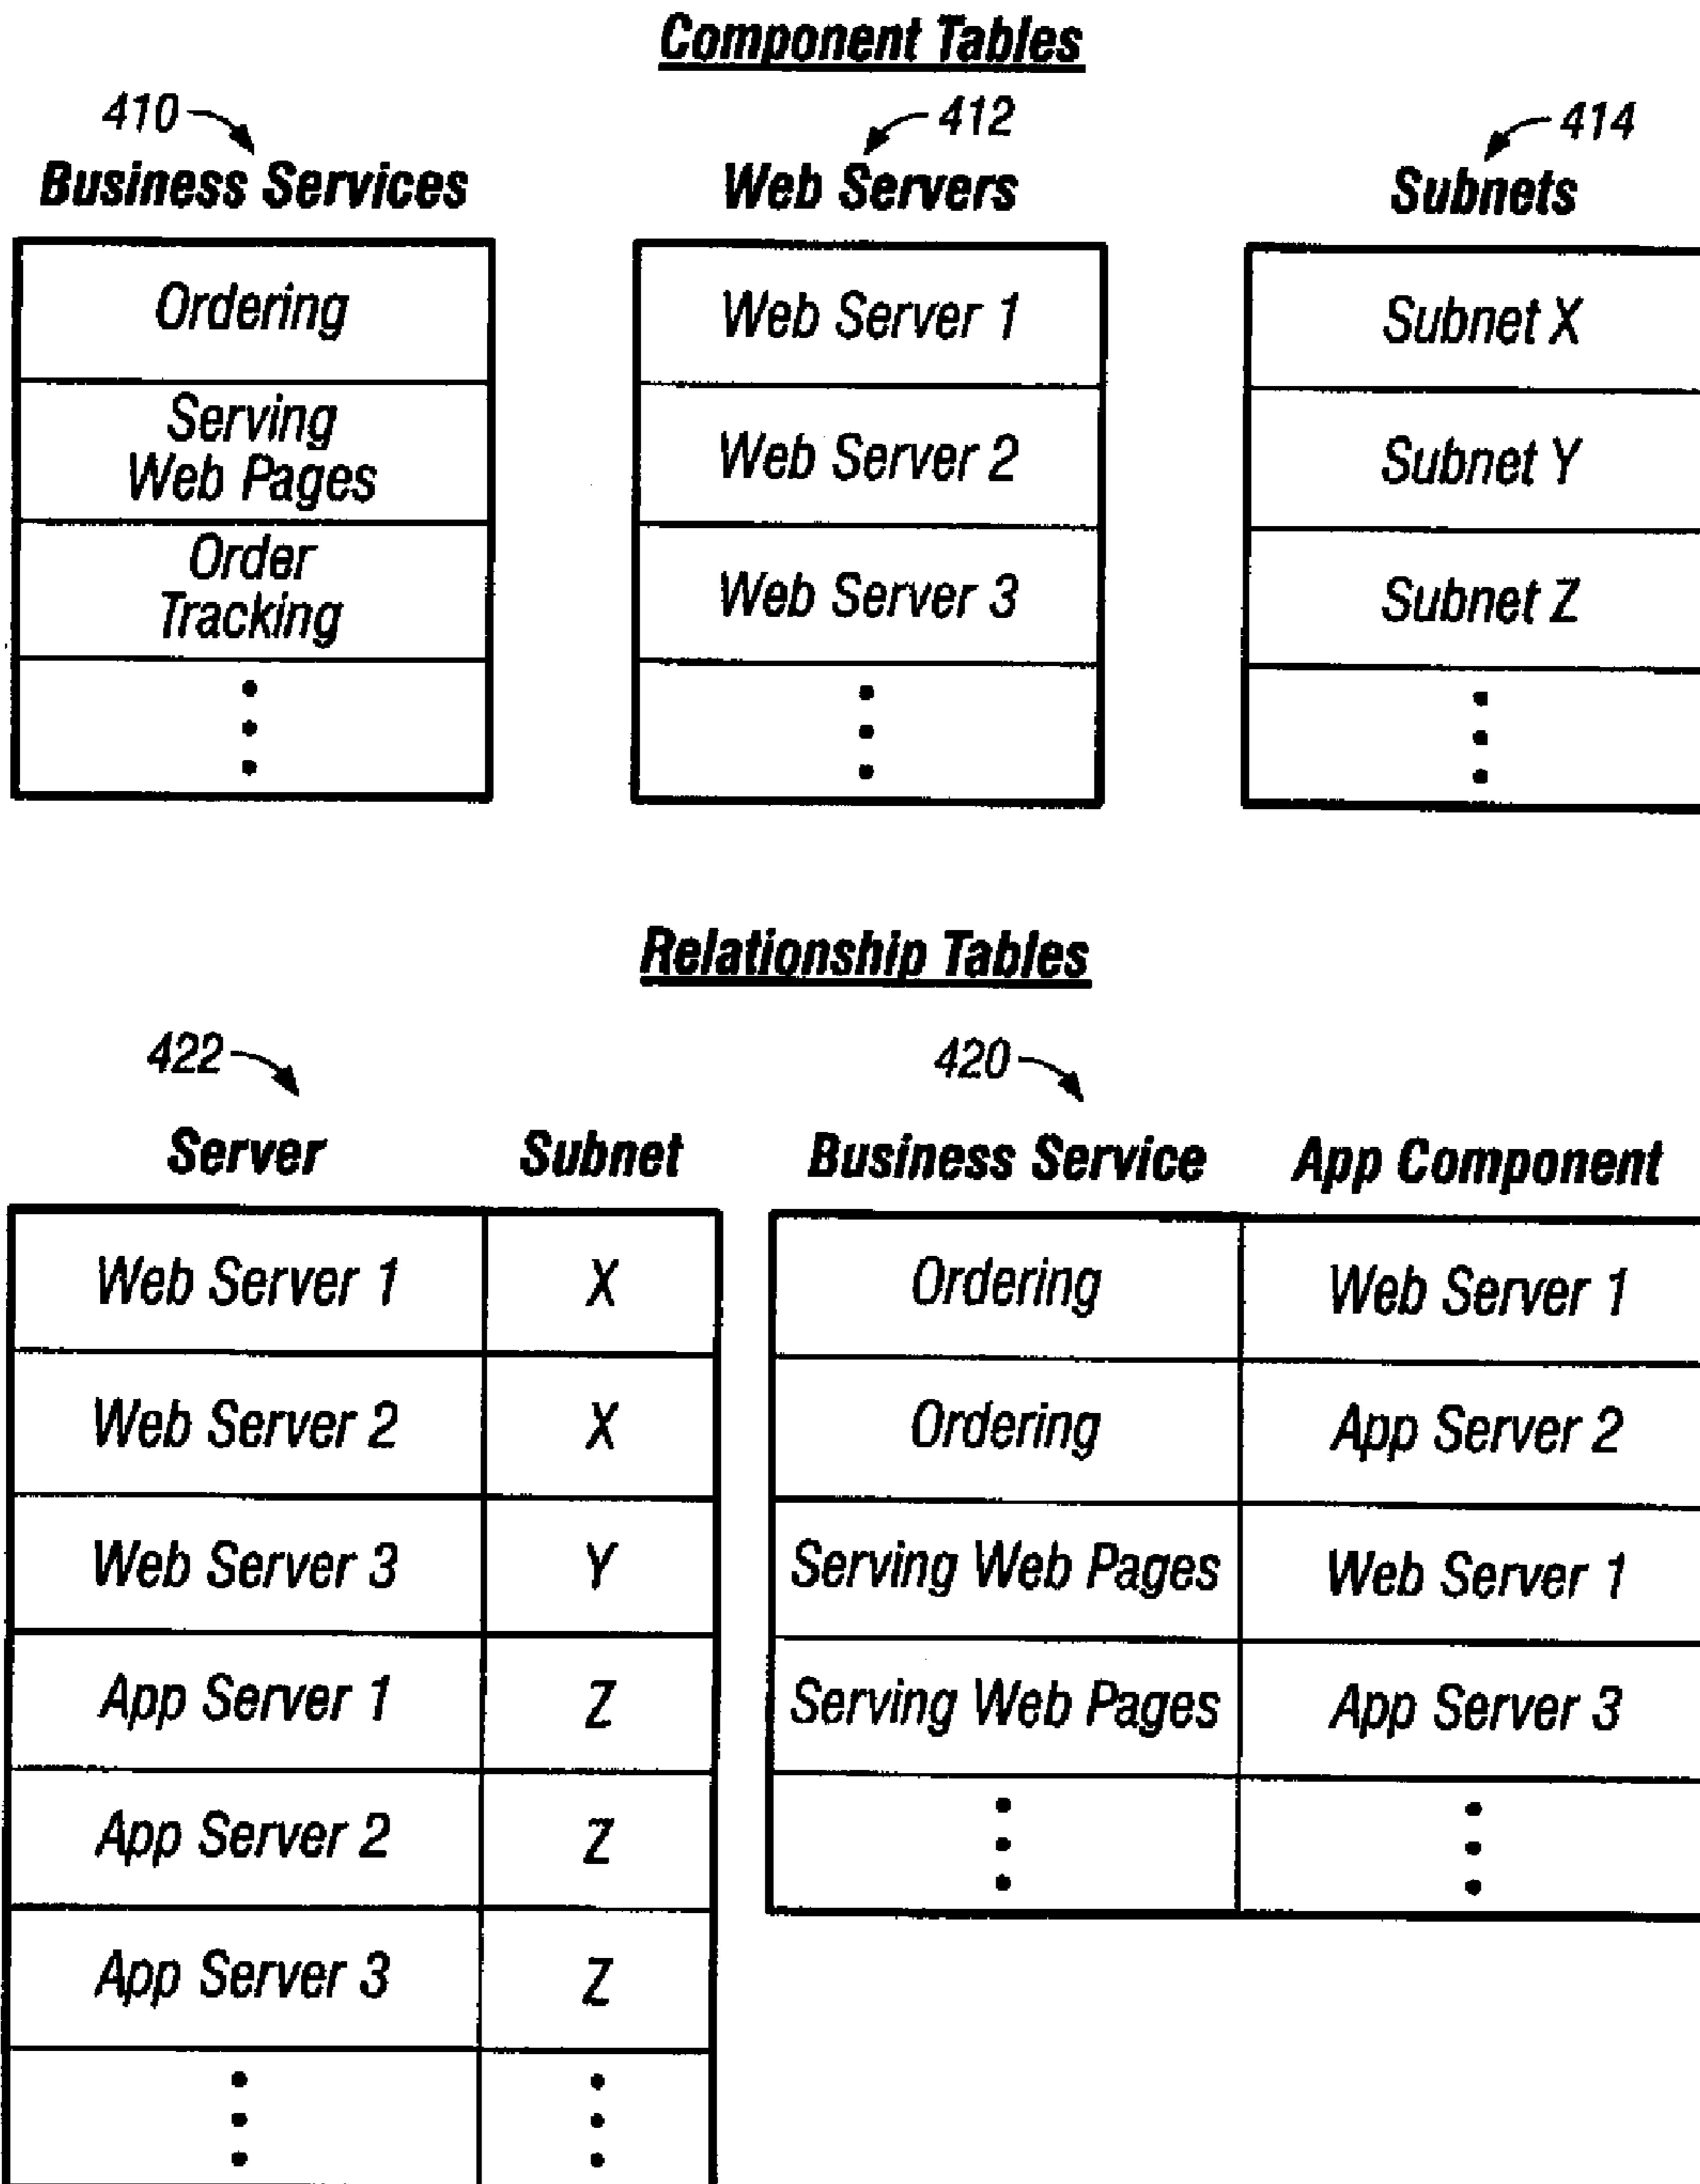 Component Tables
410
412
414
Business Services
Web Servers
Subnets
Ordering
Web Server 1
Subnet X
Serving
Web Pages
Web Server 2
Subnet Y
Order
Tracking
Web Server 3
Subnet Z
Relationship Tables
422
420
Server
Subnet
Business Service
App Component
Web Server 1
X
Ordering
Web Server 1
Web Server 2
X
Ordering
App Server 2
Web Server 3
Y
Serving Web Pages
Web Server 1
App Server 1
Z
Serving Web Pages
App Server 3
App Server 2
Z
App Server 3
Z